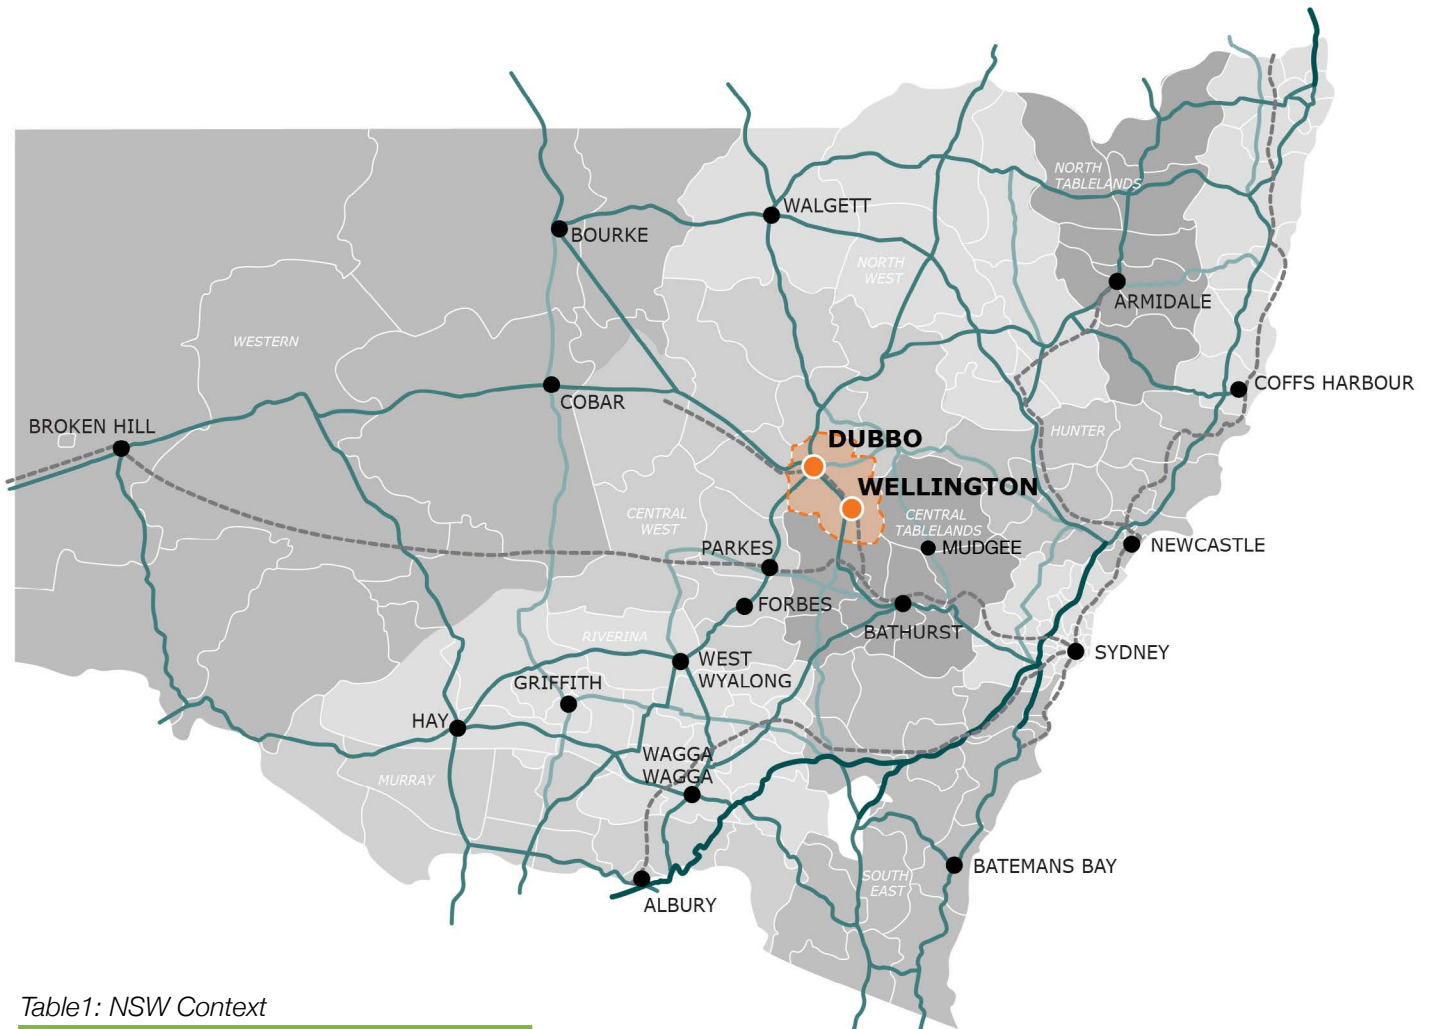 NORTH
TABLELANDS
WALGETT
BOURKE
NORTH
WEST
ARMIDALE
WESTERN
COFFS HARBOUR
COBAR
BROKEN HILL
HUNTER
DUBBO
WELLINGTON
CENTRAL
WEST
CENTRAL
TABLELANDS
PARKES
MUDGEE
NEWCASTLE
FORBES
BATHURST
RIVERINA
SYDNEY
WEST
WYALONG
GRIFFITH
HAY
WAGGA
WAGGA
MURRAY
BATEMANS BAY
SOUTH
EAST
ALBURY
Table1: NSW Context